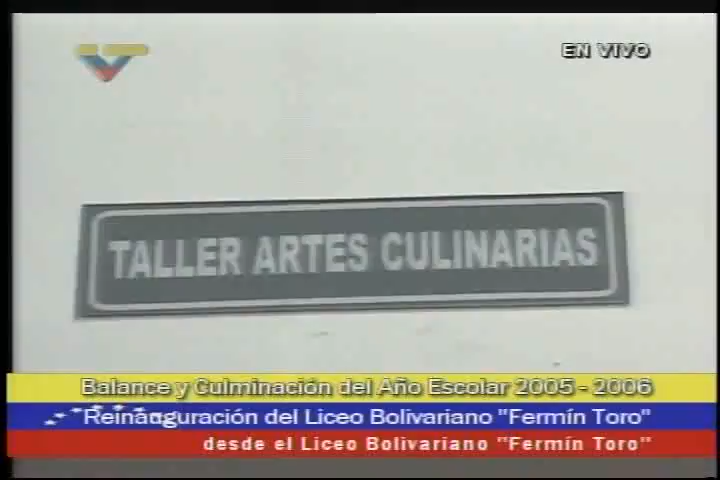 EN VIVO
TALLER ARTES CULINARIAS
Balance y Culminación del Año Escolar 2005 - 2006
Reinauguración del Liceo Bolivariano "Fermín Toro"
desde el Liceo Bolivariano "Fermín Toro"